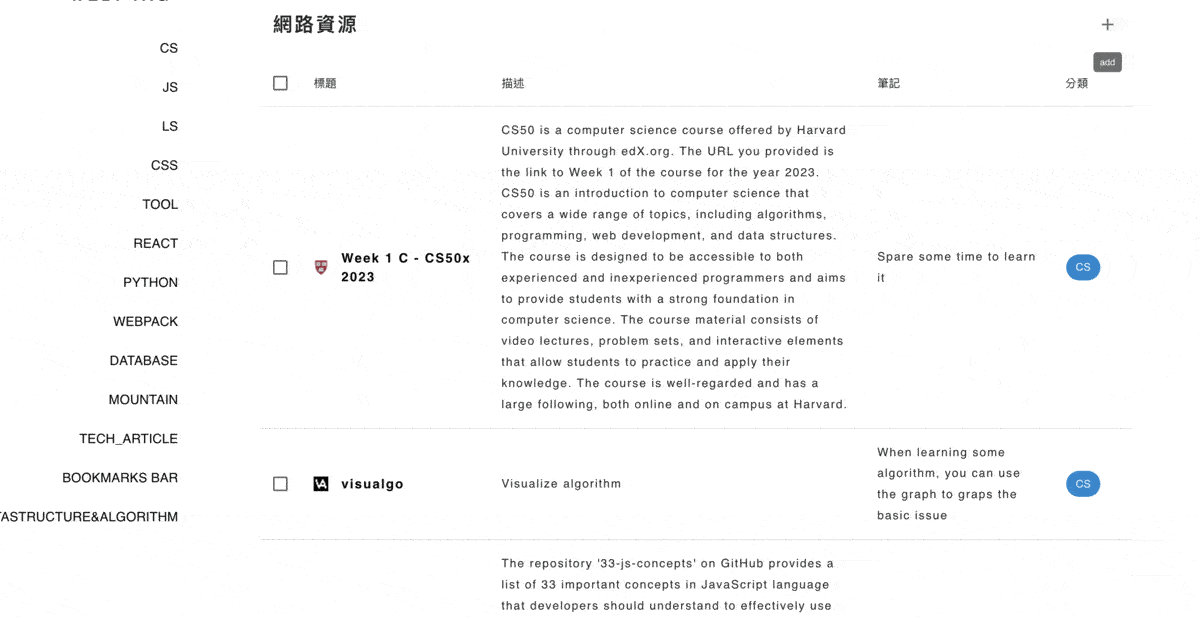 網路資源
add
標題
描述
筆記
分類
CS
JS
LS
CSS
TOOL
REACT
PYTHON
WEBPACK
DATABASE
MOUNTAIN
TECH_ARTICLE
BOOKMARKS BAR
TASTRUCTURE&ALGORITHM
Week 1 C - CS50x
2023
CS50 is a computer science course offered by Harvard
University through edX.org. The URL you provided is
the link to Week 1 of the course for the year 2023.
CS50 is an introduction to computer science that
covers a wide range of topics, including algorithms,
programming, web development, and data structures.
The course is designed to be accessible to both
experienced and inexperienced programmers and aims
to provide students with a strong foundation in
computer science. The course material consists of
video lectures, problem sets, and interactive elements
that allow students to practice and apply their
knowledge. The course is well-regarded and has a
large following, both online and on campus at Harvard.
Spare some time to learn
it
CS
visualgo
Visualize algorithm
When learning some
algorithm, you can use
the graph to graps the
basic issue
CS
The repository '33-js-concepts' on GitHub provides a
list of 33 important concepts in JavaScript language
that developers should understand to effectively use